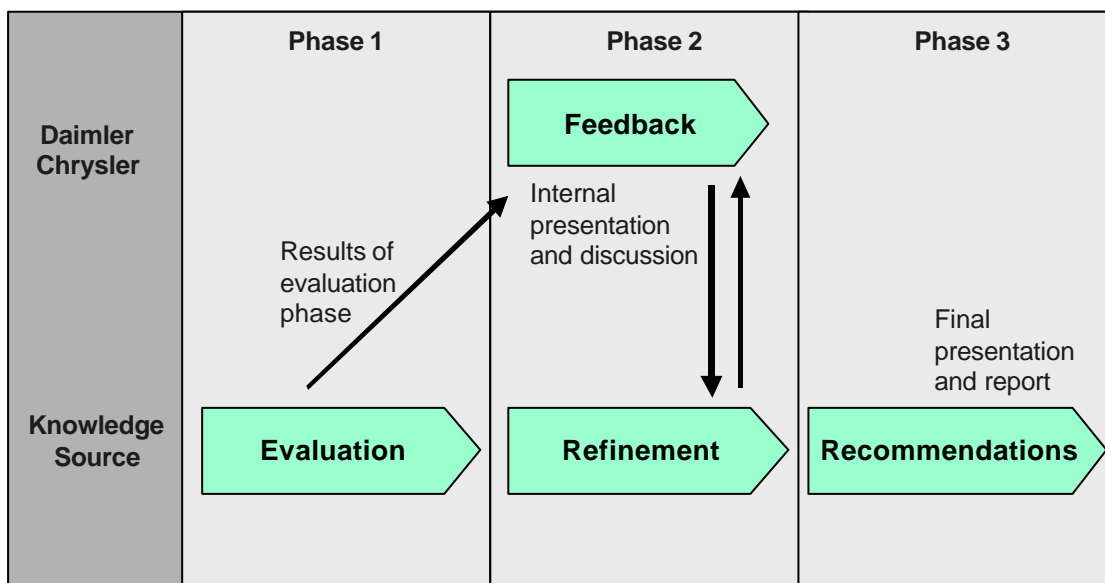 Phase 1
Phase 2
Phase 3
Daimler
Chrysler
Feedback
Internal
presentation
and discussion
Results of
evaluation
phase
Final
presentation
and report
Knowledge
Source
Evaluation
Refinement
Recommendations